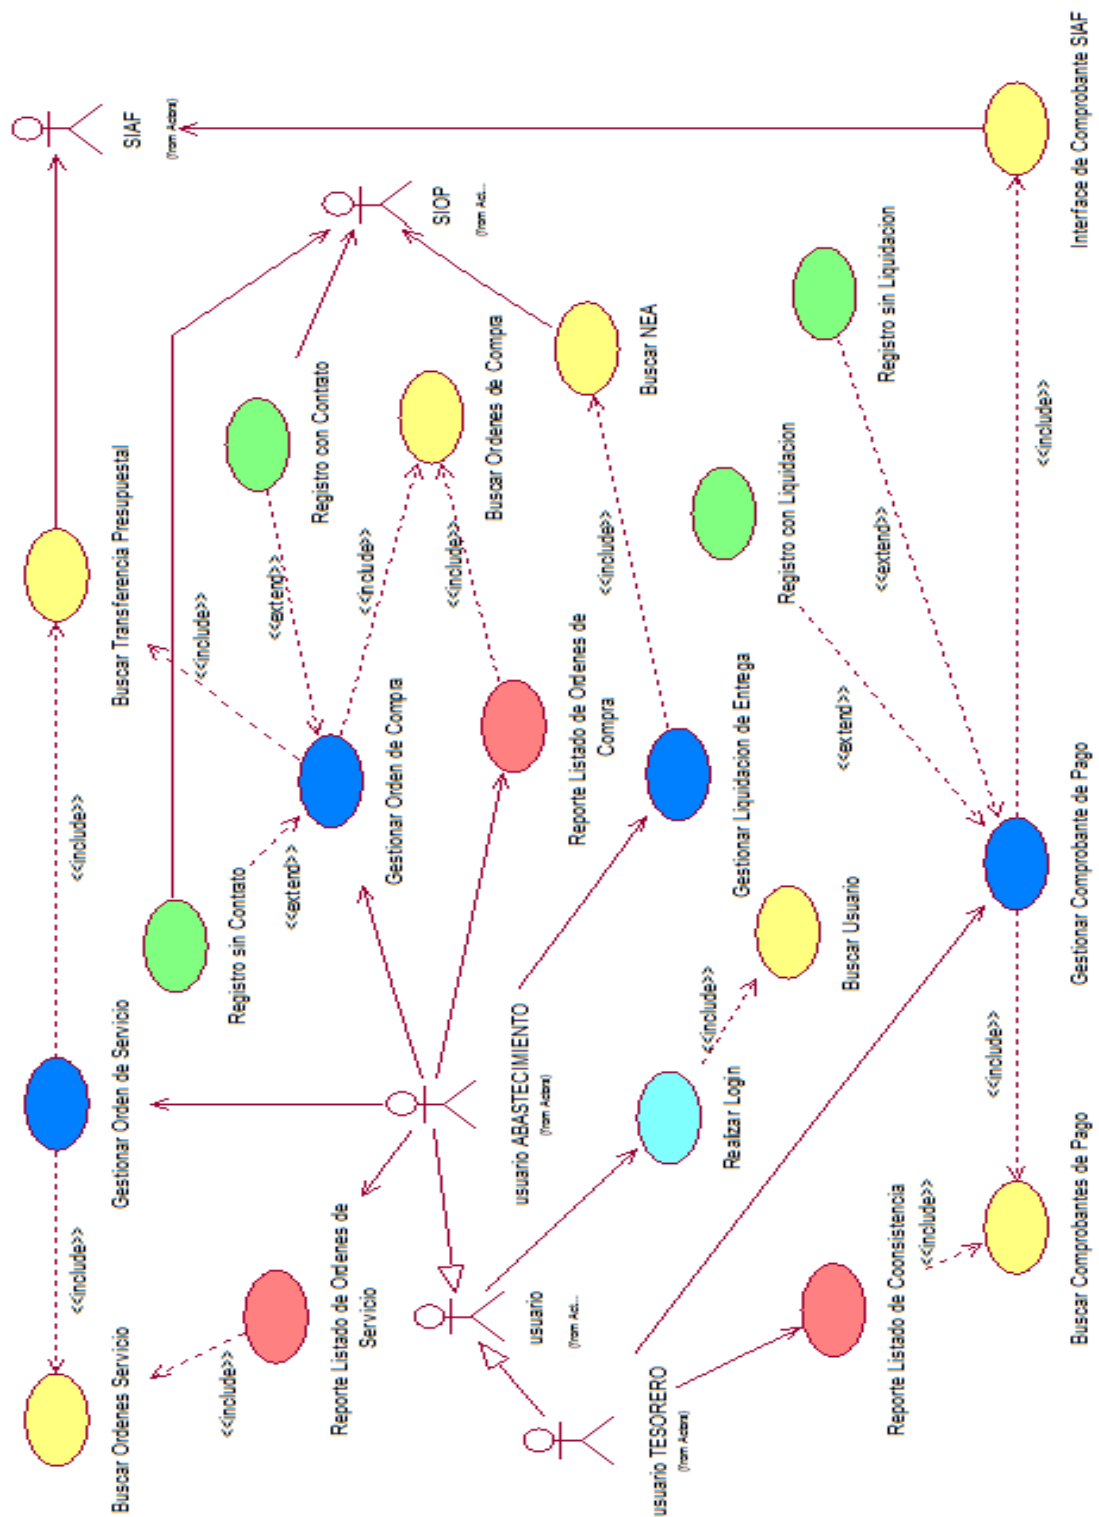 Buscar Ordenes Servicio
<<include>>
Gestionar Orden de Servicio
<<include>>
Buscar Transferencia Presupuestal
SIAF
(from Actors)
<<include>>
Reporte Listado de Ordenes de
Servicio
Registro sin Contrato
<<extend>>
Gestionar Orden de Compra
<<include>>
<<extend>>
Registro con Contrato
<<include>>
SIOP
(from Act...
Buscar Ordenes de Compra
<<include>>
Reporte Listado de Ordenes de
Compra
usuario ABASTECIMIENTO
(from Actors)
usuario
(from Act...
Realizar Login
<<include>>
Buscar Usuario
Gestionar Liquidacion de Entrega
<<include>>
Buscar NEA
usuario TESORERO
(from Actors)
Registro con Liquidacion
<<extend>>
Registro sin Liquidacion
<<extend>>
Reporte Listado de Coonsistencia
<<include>>
Buscar Comprobantes de Pago
<<include>>
Gestionar Comprobante de Pago
<<include>>
Interface de Comprobante SIAF